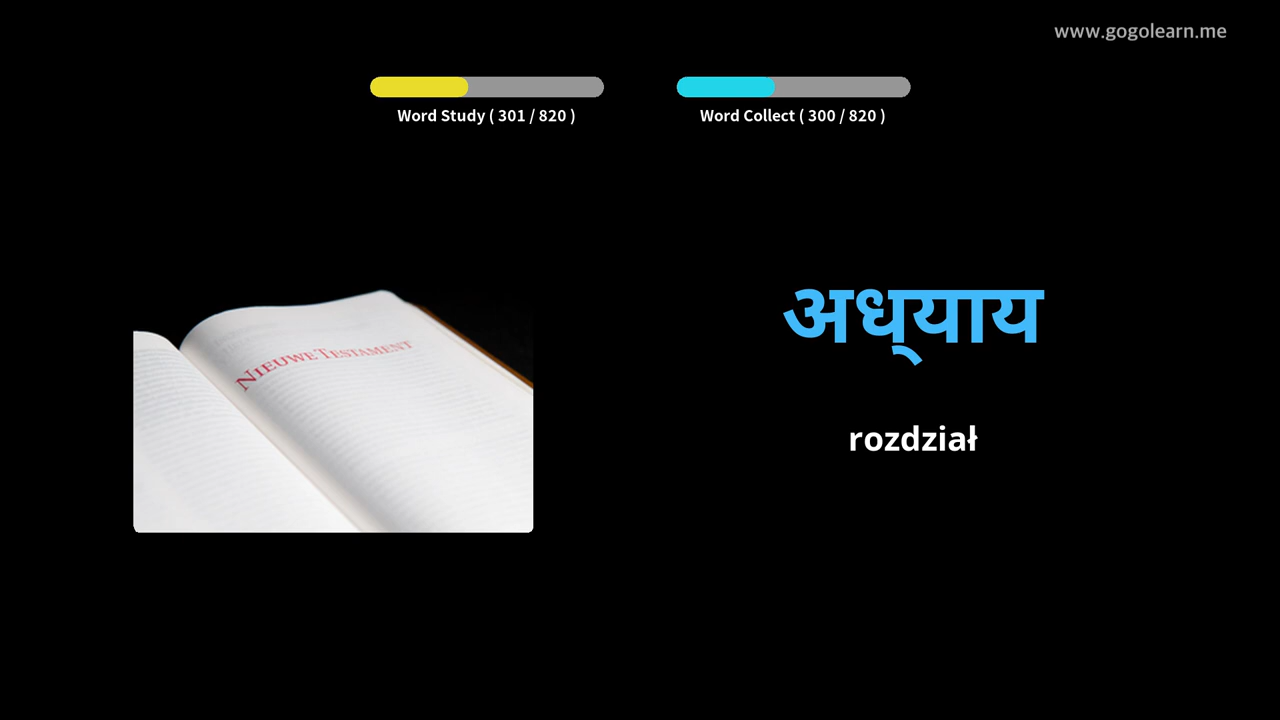 www.gogolearn.me
Word Study ( 301 / 820 )
Word Collect ( 300 / 820 )
NIEUWE TESTAMENT
अध्याय
rozdział